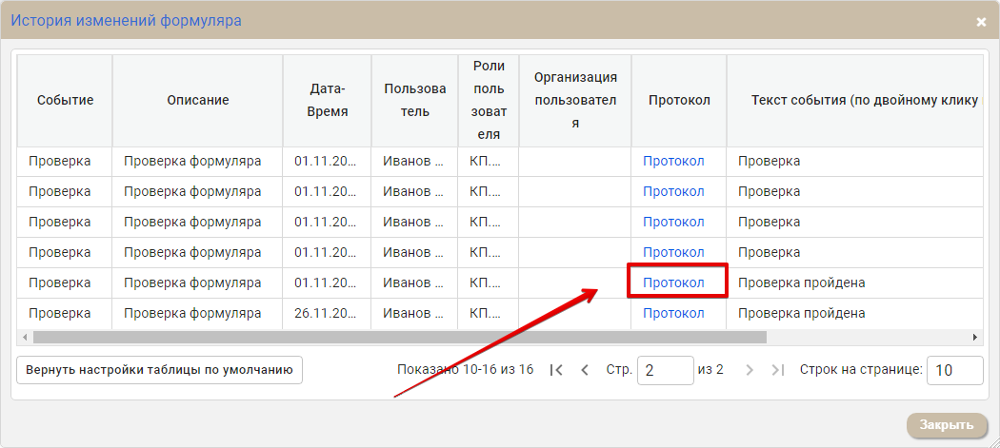 История изменений формуляра
Событие Описание Дата-Время Пользователь Роли пользователя Организация пользователя Протокол Текст события (по двойному клику
Проверка Проверка формуляра 01.11.20... Иванов ... КП.... Протокол Проверка
Проверка Проверка формуляра 01.11.20... Иванов ... КП.... Протокол Проверка
Проверка Проверка формуляра 01.11.20... Иванов ... КП.... Протокол Проверка
Проверка Проверка формуляра 01.11.20... Иванов ... КП.... Протокол Проверка
Проверка Проверка формуляра 01.11.20... Иванов ... КП.... Протокол Проверка пройдена
Проверка Проверка формуляра 26.11.20... Иванов ... КП.... Протокол Проверка пройдена
Вернуть настройки таблицы по умолчанию Показано 10-16 из 16 Стр. 2 из 2 Строк на странице: 10
Закрыть